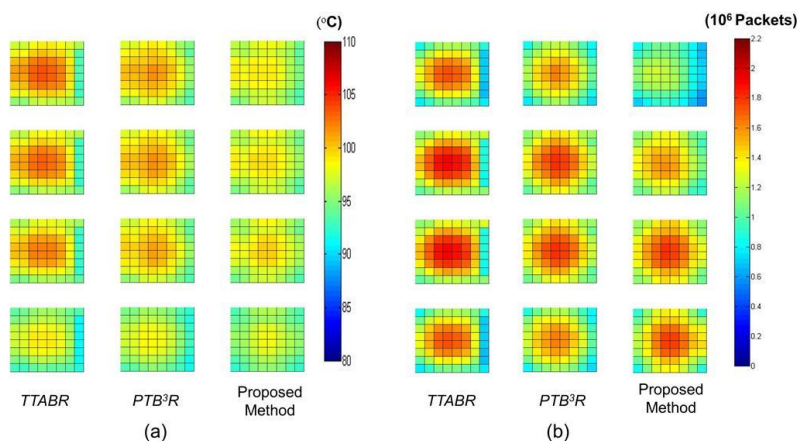 (°C)
110
105
100
95
90
85
80
TTABR
PTB³R
Proposed
Method
(a)
(10⁶ Packets)
2.2
2
1.8
1.6
1.4
1.2
1
0.8
0.6
0.4
0.2
0
TTABR
PTB³R
Proposed
Method
(b)